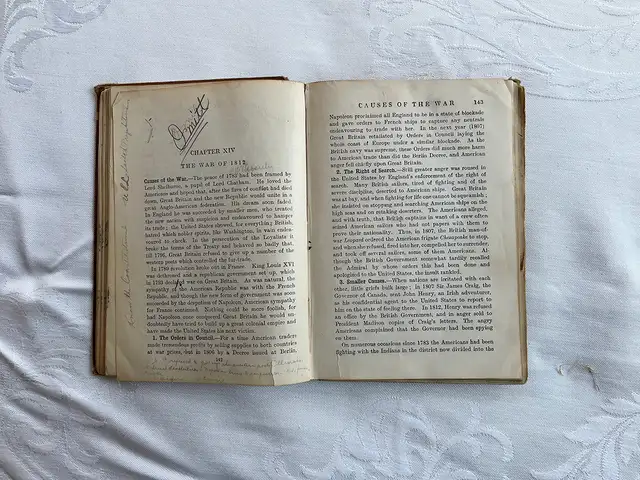 Omitt
CHAPTER XIV
THE WAR OF 1812
Causes of the War.—The peace of 1783 had been framed by
Lord Shelburne, a pupil of Lord Chatham. He loved the
Americans and hoped that, after the fires of conflict had died
down, Great Britain and the New Republic would unite in a
great Anglo-American federation. His dream soon faded.
In England he was succeeded by smaller men, who treated
the new nation with suspicion and endeavoured to hamper
its trade; the United States showed, for everything British,
hatred which nobler spirits, like Washington, in vain endea-
voured to check. In the persecution of the Loyalists it
broke the terms of the Treaty and behaved so badly that,
till 1796, Great Britain refused to give up a number of the
western posts which controlled the fur-trade.
In 1789 revolution broke out in France. King Louis XVI
was dethroned and a republican government set up, which
in 1793 declared war on Great Britain. As was natural, the
sympathy of the American Republic was with the French
Republic, and though the new form of government was soon
succeeded by the despotism of Napoleon, American sympathy
for France continued. Nothing could be more foolish, for
had Napoleon once conquered Great Britain he would un-
doubtedly have tried to build up a great colonial empire and
have made the United States his next victim.
1. The Orders in Council.—For a time American traders
made tremendous profits by selling supplies to both countries
at war prices, but in 1806 by a Decree issued at Berlin,
142
CAUSES OF THE WAR 143
Napoleon proclaimed all England to be in a state of blockade
and gave orders to French ships to capture any neutrals
endeavouring to trade with her. In the next year (1807)
Great Britain retaliated by Orders in Council laying the
whole coast of Europe under a similar blockade. As the
British navy was supreme, these Orders did much more harm
to American trade than did the Berlin Decree, and American
anger fell chiefly upon Great Britain.
2. The Right of Search.—Still greater anger was roused in
the United States by England's enforcement of the right of
search. Many British sailors, tired of fighting and of the
severe discipline, deserted to American ships. Great Britain
was at bay, and when fighting for life one cannot be squeamish;
she insisted on stopping and searching American ships on the
high seas and on retaking deserters. The Americans alleged,
and with truth, that British captains in want of a crew often
seized American sailors who had not papers with them to
prove their nationality. Thus, in 1807, the British man-of-
war Leopard ordered the American frigate Chesapeake to stop,
and when she refused, fired into her, compelled her to surrender,
and took off several sailors, some of them Americans. Al-
though the British Government somewhat tardily recalled
the Admiral by whose orders this had been done and
apologized to the United States, the insult rankled.
3. Smaller Causes.—When nations are irritated with each
other, little griefs bulk large; in 1807 Sir James Craig, the
Governor of Canada, sent John Henry, an Irish adventurer,
as his confidential agent to the United States to report to
him on the state of feeling there. In 1812, Henry was refused
an office by the British Government; and in anger sold to
President Madison copies of Craig's letters. The angry
Americans complained that the Governor had been spying
on them.
On numerous occasions since 1783 the Americans had been
fighting with the Indians in the district now divided into the